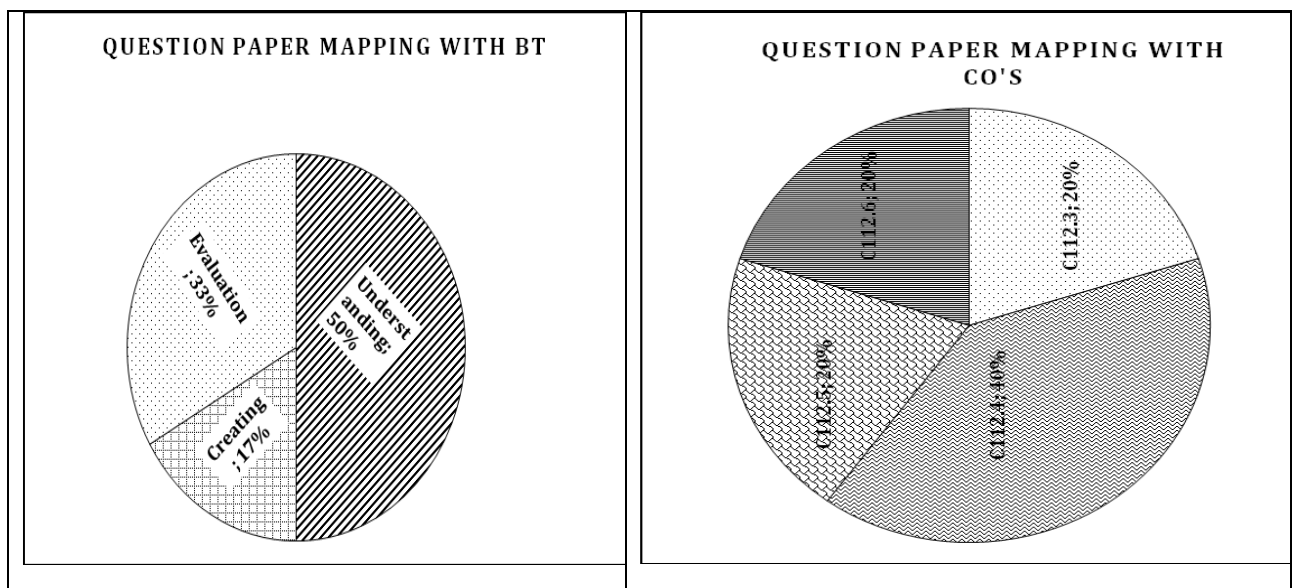 QUESTION PAPER MAPPING WITH BT
Underst
anding;
50%
Creating
;17%
Evaluation
;33%
QUESTION PAPER MAPPING WITH
CO'S
C112.3;20%
C112.4;40%
C112.5;20%
C112.6;20%